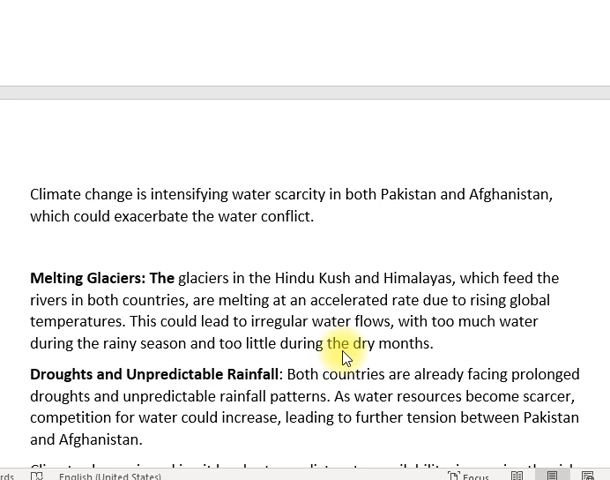 Climate change is intensifying water scarcity in both Pakistan and Afghanistan,
which could exacerbate the water conflict.
Melting Glaciers: The glaciers in the Hindu Kush and Himalayas, which feed the
rivers in both countries, are melting at an accelerated rate due to rising global
temperatures. This could lead to irregular water flows, with too much water
during the rainy season and too little during the dry months.
Droughts and Unpredictable Rainfall: Both countries are already facing prolonged
droughts and unpredictable rainfall patterns. As water resources become scarcer,
competition for water could increase, leading to further tension between Pakistan
and Afghanistan.
English (United States) Focus